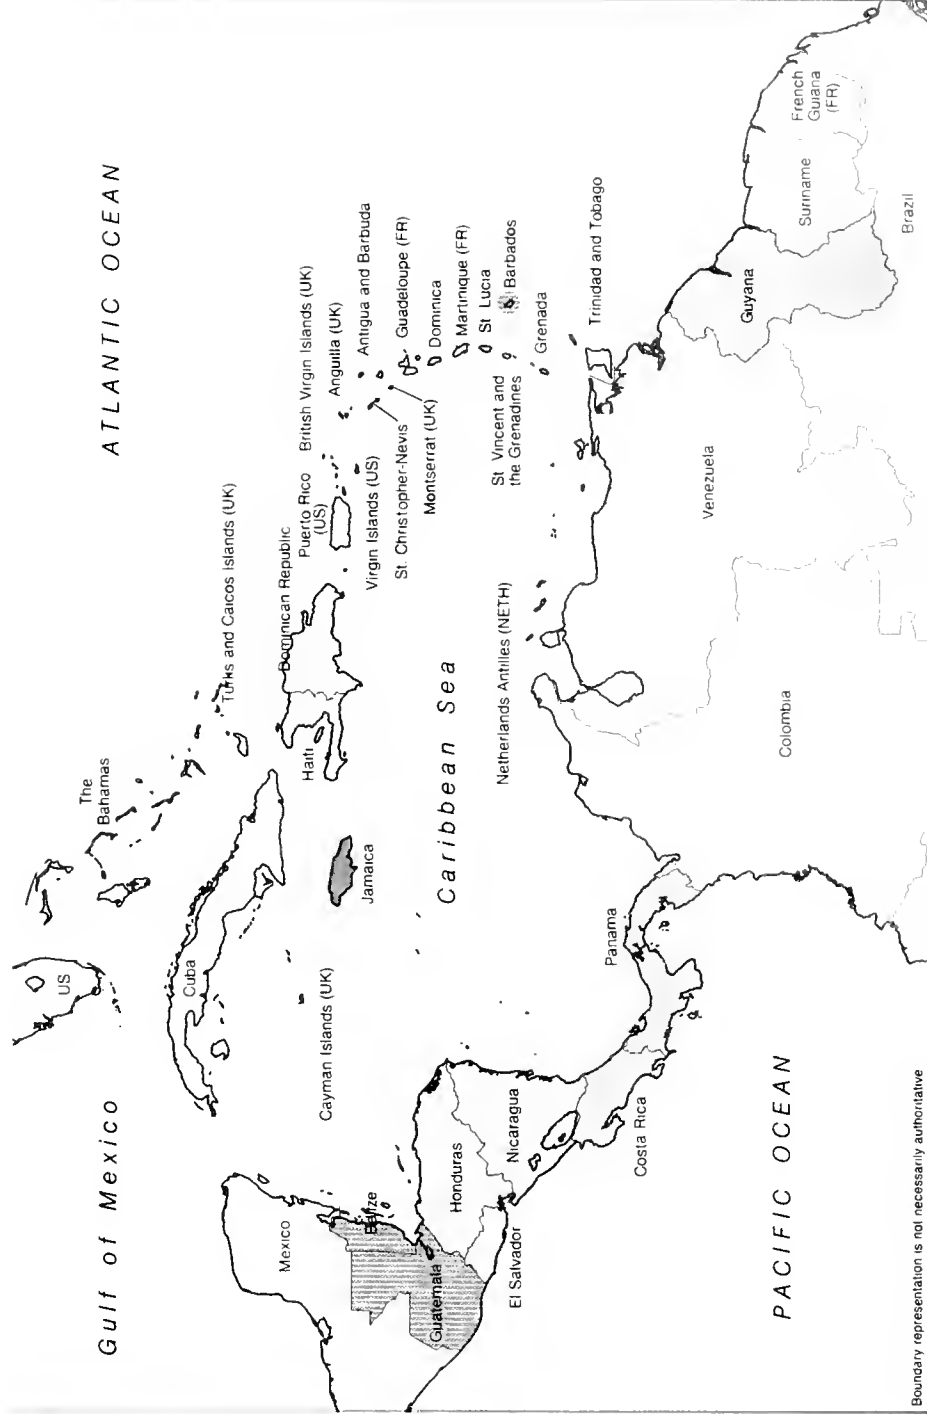 ATLANTIC OCEAN
Gulf of Mexico
US
The
Bahamas
Turks and Caicos Islands (UK)
Cuba
Cayman Islands (UK)
Jamaica
Haiti
Dominican Republic
Puerto Rico
(US)
British Virgin Islands (UK)
Virgin Islands (US)
Anguilla (UK)
St. Christopher-Nevis
Antigua and Barbuda
Montserrat (UK)
Guadeloupe (FR)
Dominica
Martinique (FR)
St Lucia
Barbados
St Vincent and
the Grenadines
Grenada
Trinidad and Tobago
Netherlands Antilles (NETH)
Caribbean Sea
Mexico
Belize
Guatemala
Honduras
El Salvador
Nicaragua
Costa Rica
Panama
Colombia
Venezuela
Guyana
Suriname
French
Guiana
(FR)
Brazil
PACIFIC OCEAN
Boundary representation is not necessarily authoritative